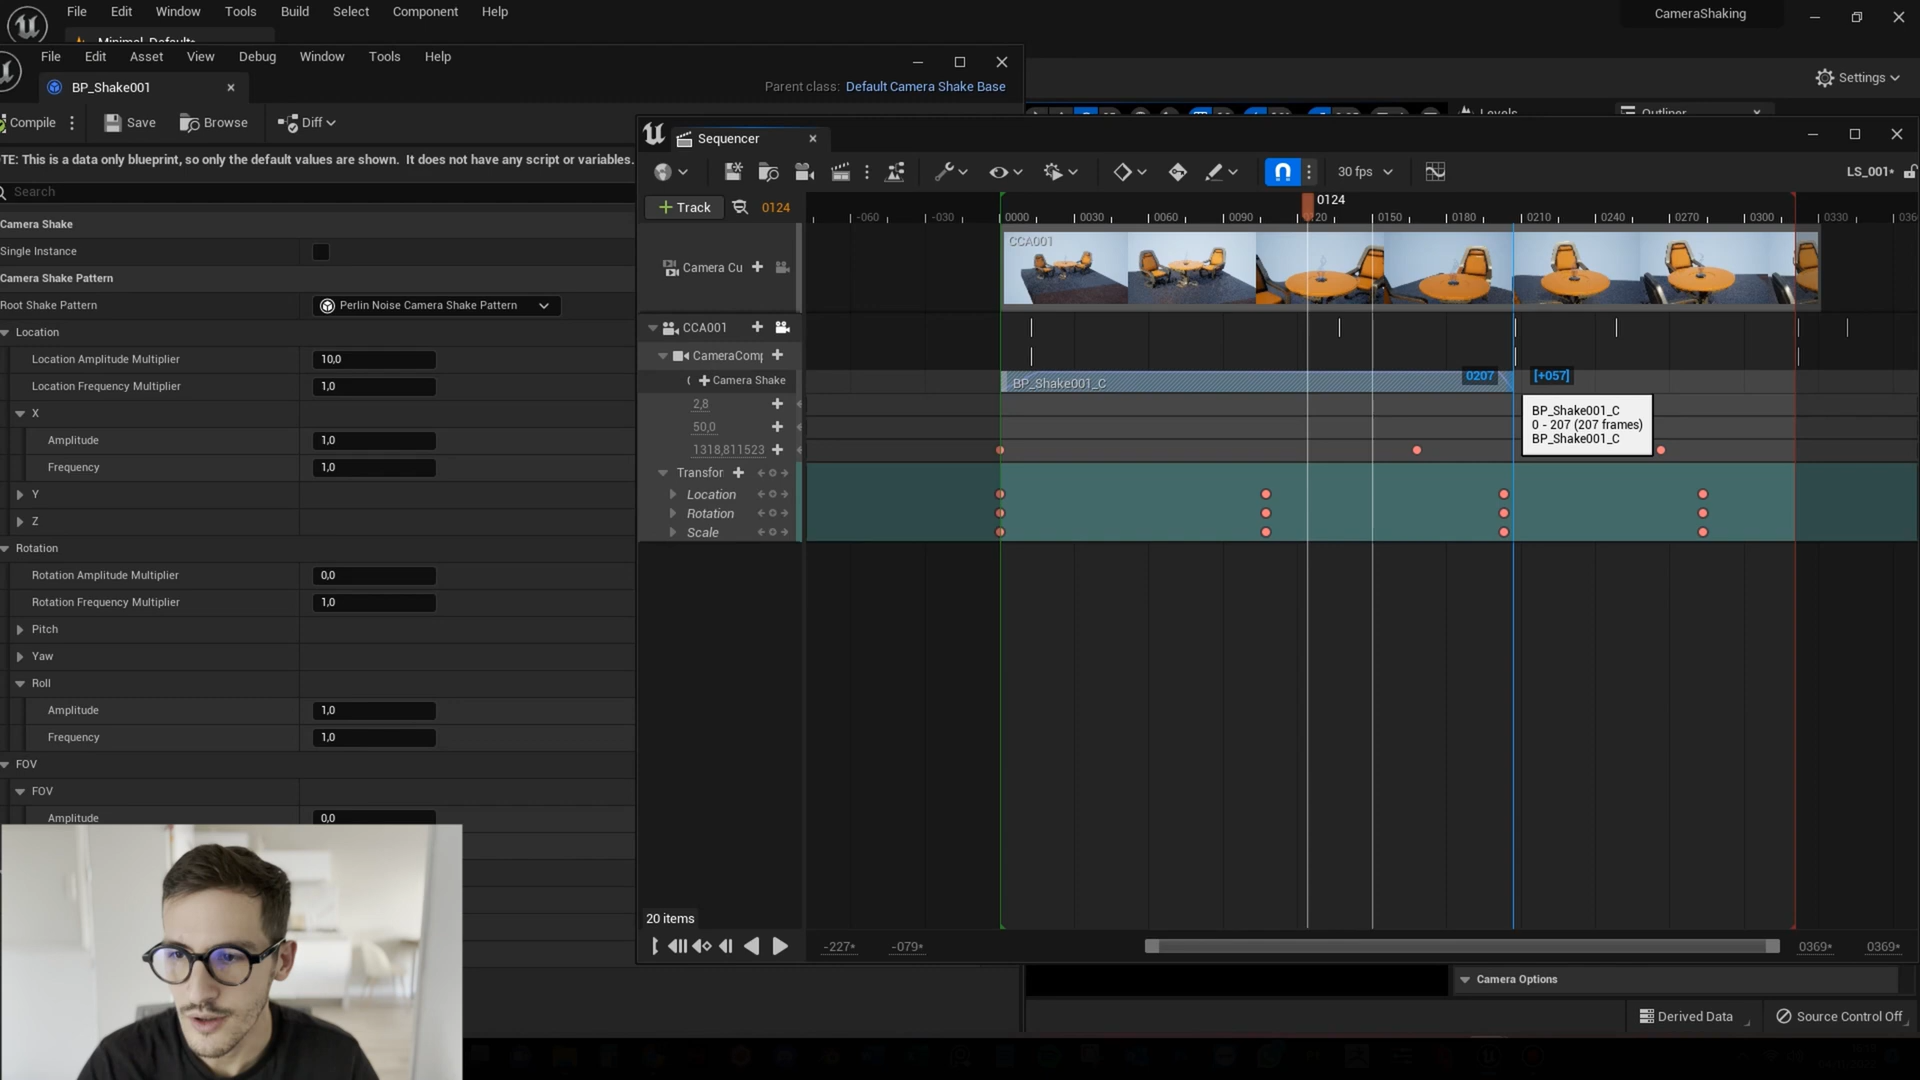 File Edit Window Tools Build Select Component Help
CameraShaking
Minimal_Default*
File Edit Asset View Debug Window Tools Help
Settings
BP_Shake001
Parent class: Default Camera Shake Base
Levels
Outliner
Compile Save Browse Diff
Sequencer
TE: This is a data only blueprint, so only the default values are shown. It does not have any script or variables.
30 fps
LS_001*
Search
+ Track 0124
0124
-060 -030 0000 0030 0060 0090 0120 0150 0180 0210 0240 0270 0300 0330 036
Camera Shake
Single Instance
CCA001
Camera Cu
Camera Shake Pattern
Root Shake Pattern Perlin Noise Camera Shake Pattern
Location
CCA001
Location Amplitude Multiplier 10,0
CameraComp
Location Frequency Multiplier 1,0
Camera Shake
BP_Shake001_C
0207 [+057]
X
2,8
BP_Shake001_C
0 - 207 (207 frames)
BP_Shake001_C
Amplitude 1,0
50,0
Frequency 1,0
1318,811523
Transfor
Y
Location
Z
Rotation
Scale
Rotation
Rotation Amplitude Multiplier 0,0
Rotation Frequency Multiplier 1,0
Pitch
Yaw
Roll
Amplitude 1,0
Frequency 1,0
FOV
FOV
Amplitude 0,0
20 items
-227* -079* 0369* 0369*
Camera Options
Derived Data Source Control Off